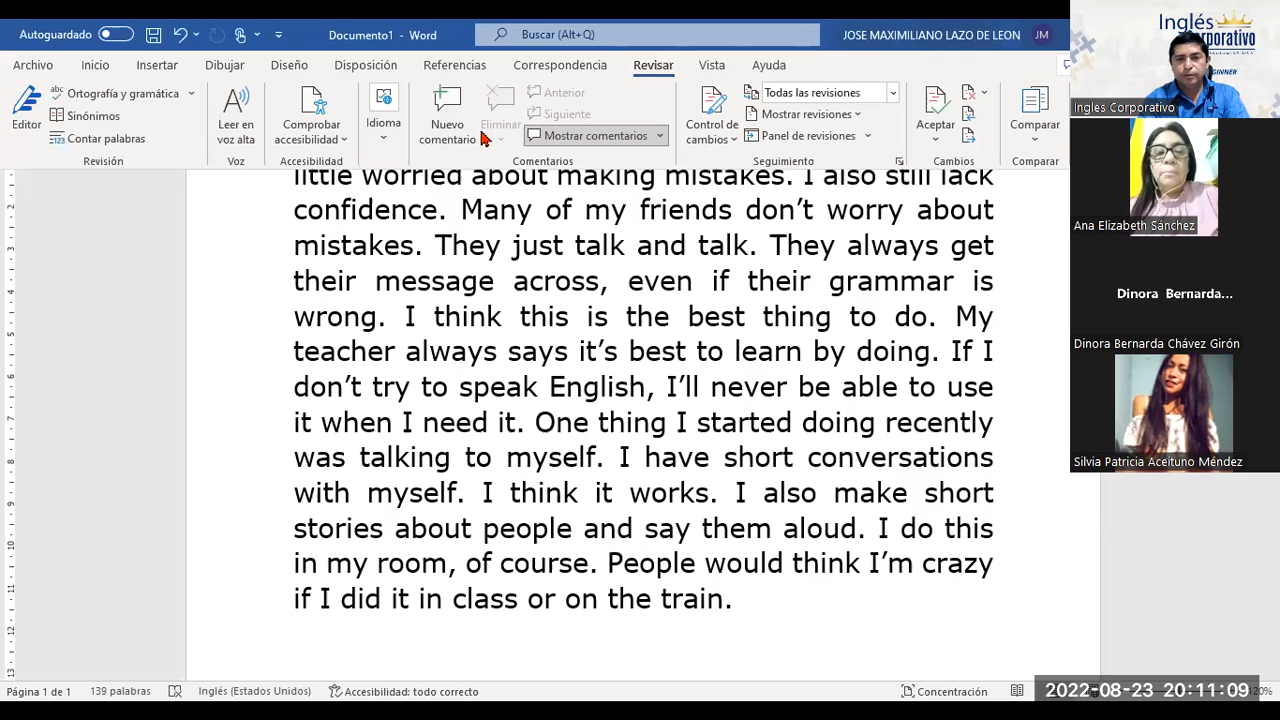 Autoguardado
Documento1 - Word
Buscar (Alt+Q)
JOSE MAXIMILIANO LAZO DE LEON
JM
Archivo
Inicio
Insertar
Dibujar
Diseño
Disposición
Referencias
Correspondencia
Revisar
Vista
Ayuda
Editor
Ortografía y gramática
Sinónimos
Contar palabras
Revisión
Leer en
voz alta
Voz
Comprobar
accesibilidad
Accesibilidad
Idioma
Nuevo
comentario
Eliminar
Anterior
Siguiente
Mostrar comentarios
Comentarios
Control de
cambios
Todas las revisiones
Mostrar revisiones
Panel de revisiones
Seguimiento
Aceptar
Cambios
Comparar
Comparar
little worried about making mistakes. I also still lack
confidence. Many of my friends don’t worry about
mistakes. They just talk and talk. They always get
their message across, even if their grammar is
wrong. I think this is the best thing to do. My
teacher always says it’s best to learn by doing. If I
don’t try to speak English, I’ll never be able to use
it when I need it. One thing I started doing recently
was talking to myself. I have short conversations
with myself. I think it works. I also make short
stories about people and say them aloud. I do this
in my room, of course. People would think I’m crazy
if I did it in class or on the train.
Página 1 de 1
139 palabras
Inglés (Estados Unidos)
Accesibilidad: todo correcto
Concentración
120%
2022-08-23 20:11:09
Inglés
Corporativo
Ingles Corporativo
Ana Elizabeth Sánchez
Dinora Bernarda...
Dinora Bernarda Chávez Girón
Silvia Patricia Aceituno Méndez